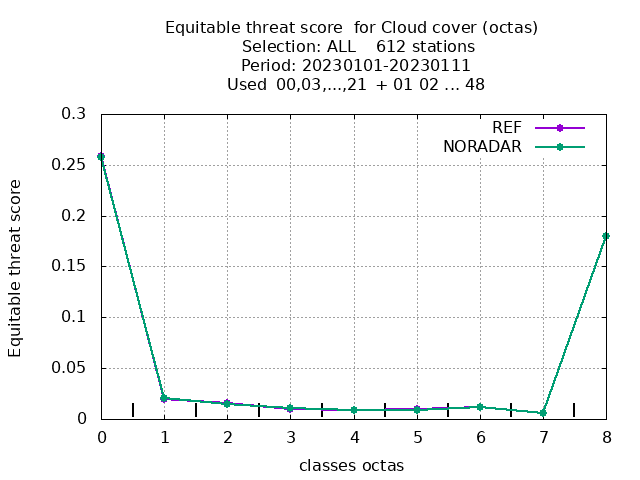 Equitable threat score  for Cloud cover (octas)
Selection: ALL    612 stations
Period: 20230101-20230111
Used  00,03,...,21  + 01 02 ... 48
REF
NORADAR
0.3
0.25
0.2
0.15
0.1
0.05
0
Equitable threat score
0 1 2 3 4 5 6 7 8
classes octas